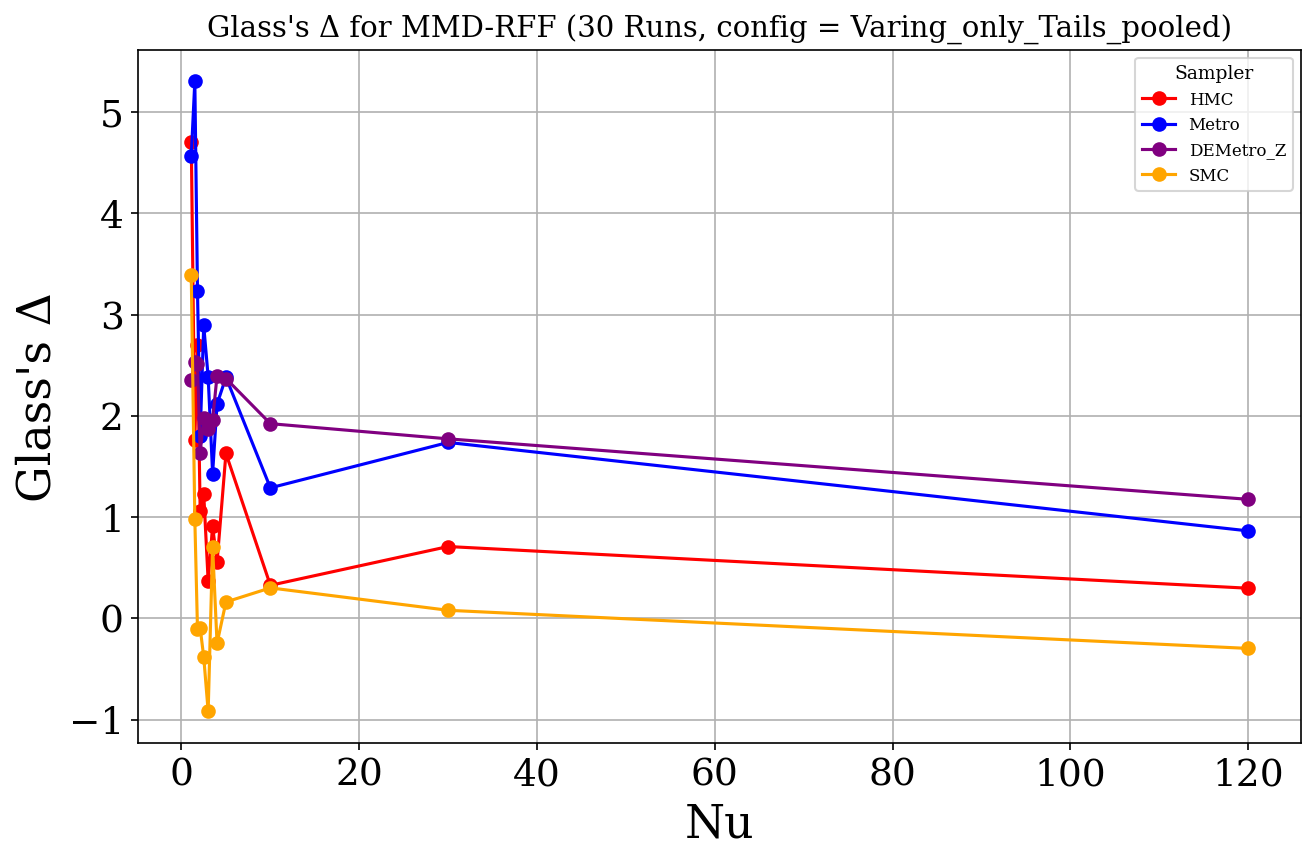 Glass's Δ for MMD-RFF (30 Runs, config = Varing_only_Tails_pooled)
Sampler
HMC
Metro
DEMetro_Z
SMC
5
4
3
2
1
0
−1
Glass's Δ
0 20 40 60 80 100 120
Nu